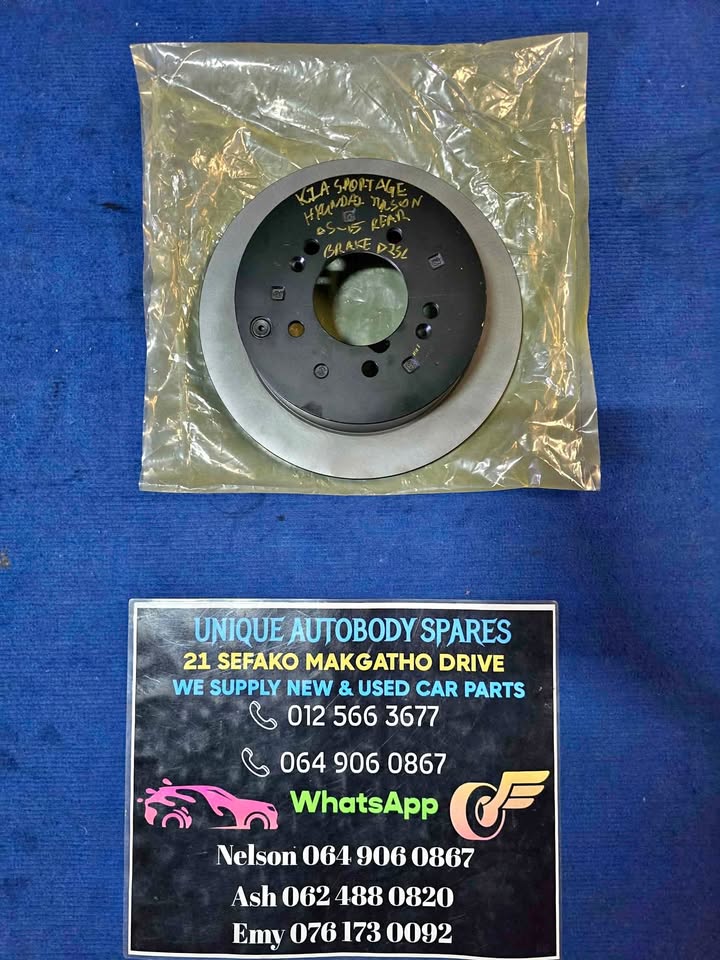 KIA SPORTAGE
HYUNDAI TUCSON
05-15 REAR
BRAKE DISC
UNIQUE AUTOBODY SPARES
21 SEFAKO MAKGATHO DRIVE
WE SUPPLY NEW & USED CAR PARTS
012 566 3677
064 906 0867
WhatsApp
Nelson 064 906 0867
Ash 062 488 0820
Emy 076 173 0092